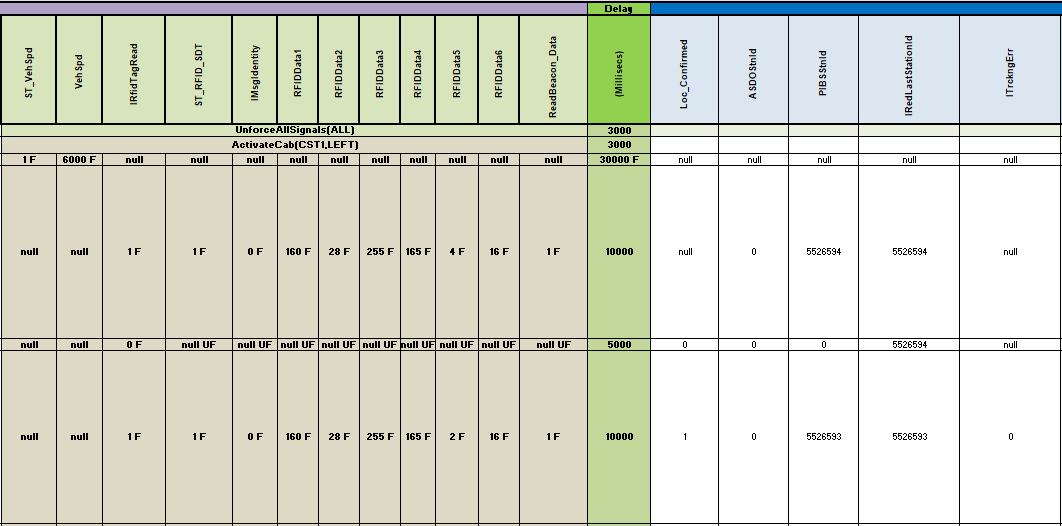 Delay
ST_VehSpd VehSpd IRfidTagRead ST_RFID_SDT IMsgIdentity RFIDData1 RFIDData2 RFIDData3 RFIDData4 RFIDData5 RFIDData6 ReadBeacon_Data (Millisecs) Loc_Confirmed ASDOStnId PIBSStnId IRedLastStationId ITrckngErr
UnforceAllSignals(ALL) 3000
ActivateCab(CST1,LEFT) 3000
1 F 6000 F null null null null null null null null null null 30000 F null null null null null
null null 1 F 1 F 0 F 160 F 28 F 255 F 165 F 4 F 16 F 1 F 10000 null 0 5526594 5526594 null
null null 0 F null UF null UF null UF null UF null UF null UF null UF null UF null UF 5000 0 0 0 5526594 null
null null 1 F 1 F 0 F 160 F 28 F 255 F 165 F 2 F 16 F 1 F 10000 1 0 5526593 5526593 0